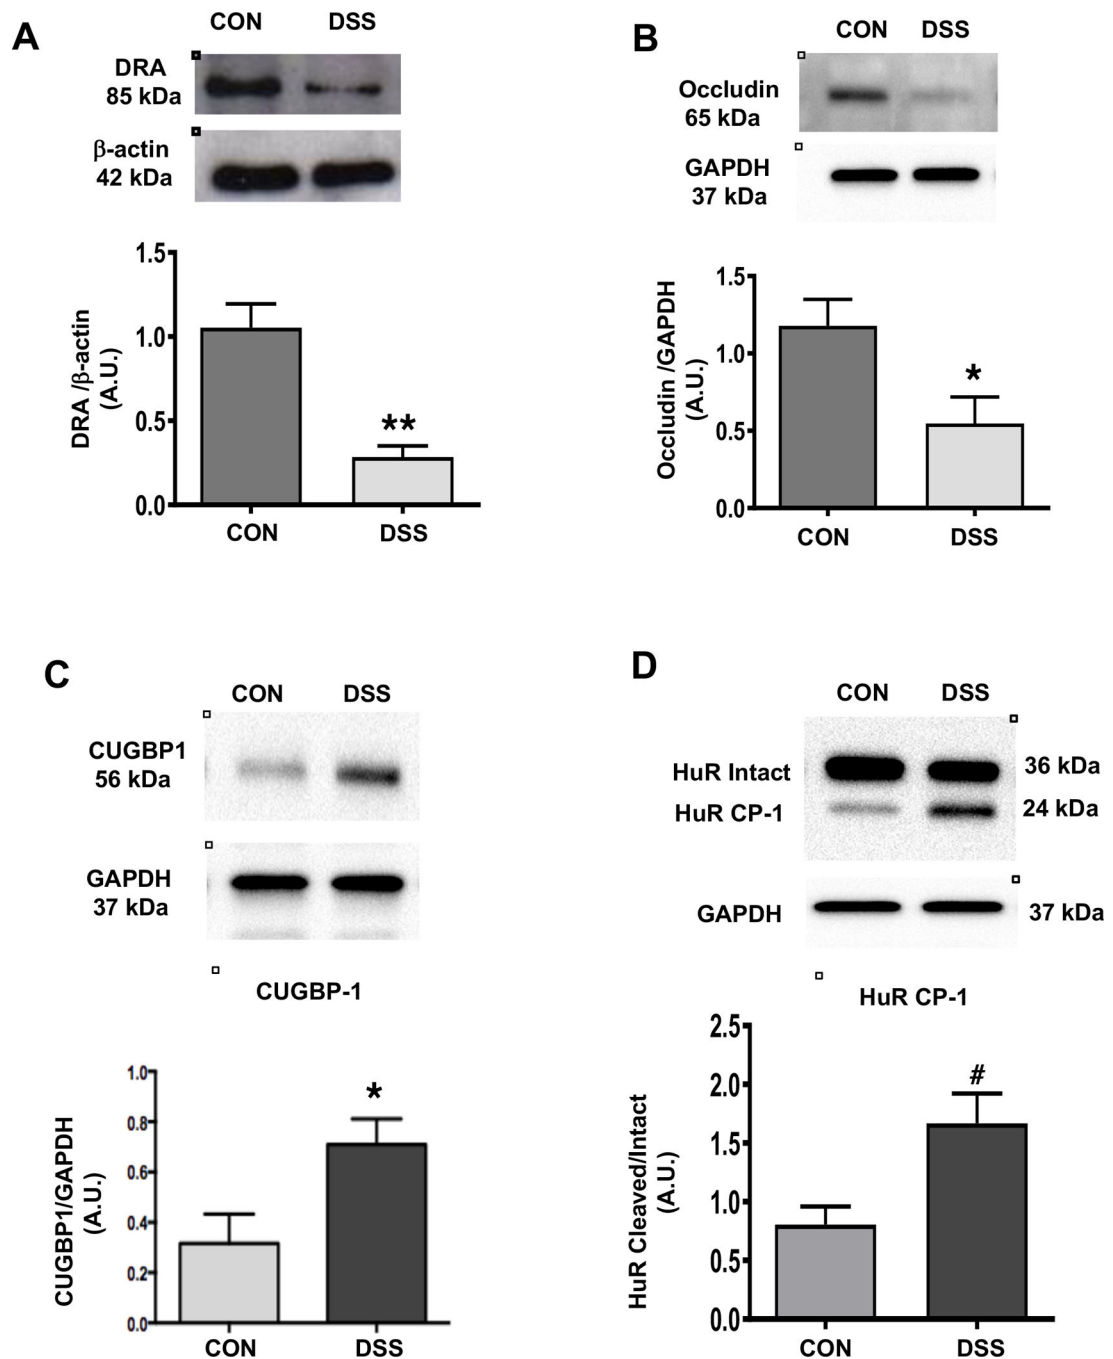 A
CON DSS
DRA
85 kDa
β-actin
42 kDa
1.5
1.0
0.5
0.0
DRA /β-actin
(A.U.)
**
CON DSS
B
CON DSS
Occludin
65 kDa
GAPDH
37 kDa
1.5
1.0
0.5
0.0
Occludin /GAPDH
(A.U.)
*
CON DSS
C
CON DSS
CUGBP1
56 kDa
GAPDH
37 kDa
CUGBP-1
1.0
0.8
0.6
0.4
0.2
0.0
CUGBP1/GAPDH
(A.U.)
*
CON DSS
D
CON DSS
HuR Intact 36 kDa
HuR CP-1 24 kDa
GAPDH 37 kDa
HuR CP-1
2.5
2.0
1.5
1.0
0.5
0.0
HuR Cleaved/Intact
(A.U.)
#
CON DSS